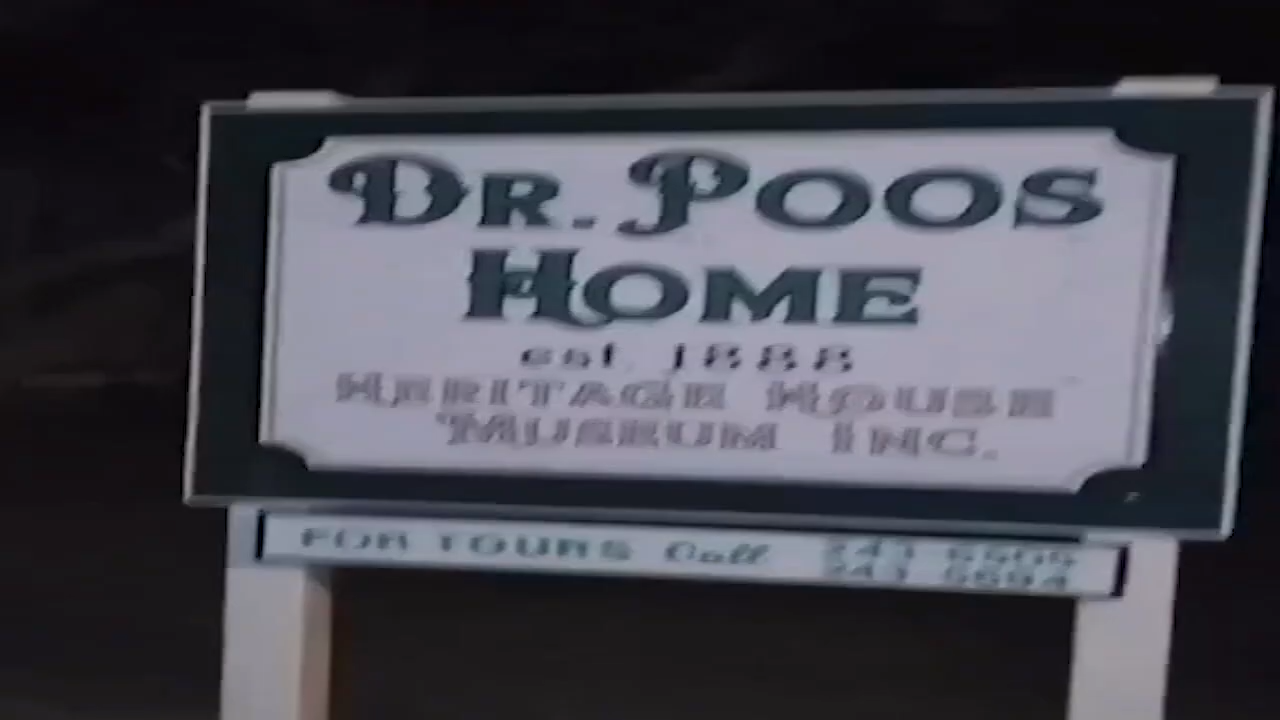 DR. POOS
HOME
est. 1888
HERITAGE HOUSE
MUSEUM INC.
FOR TOURS Call